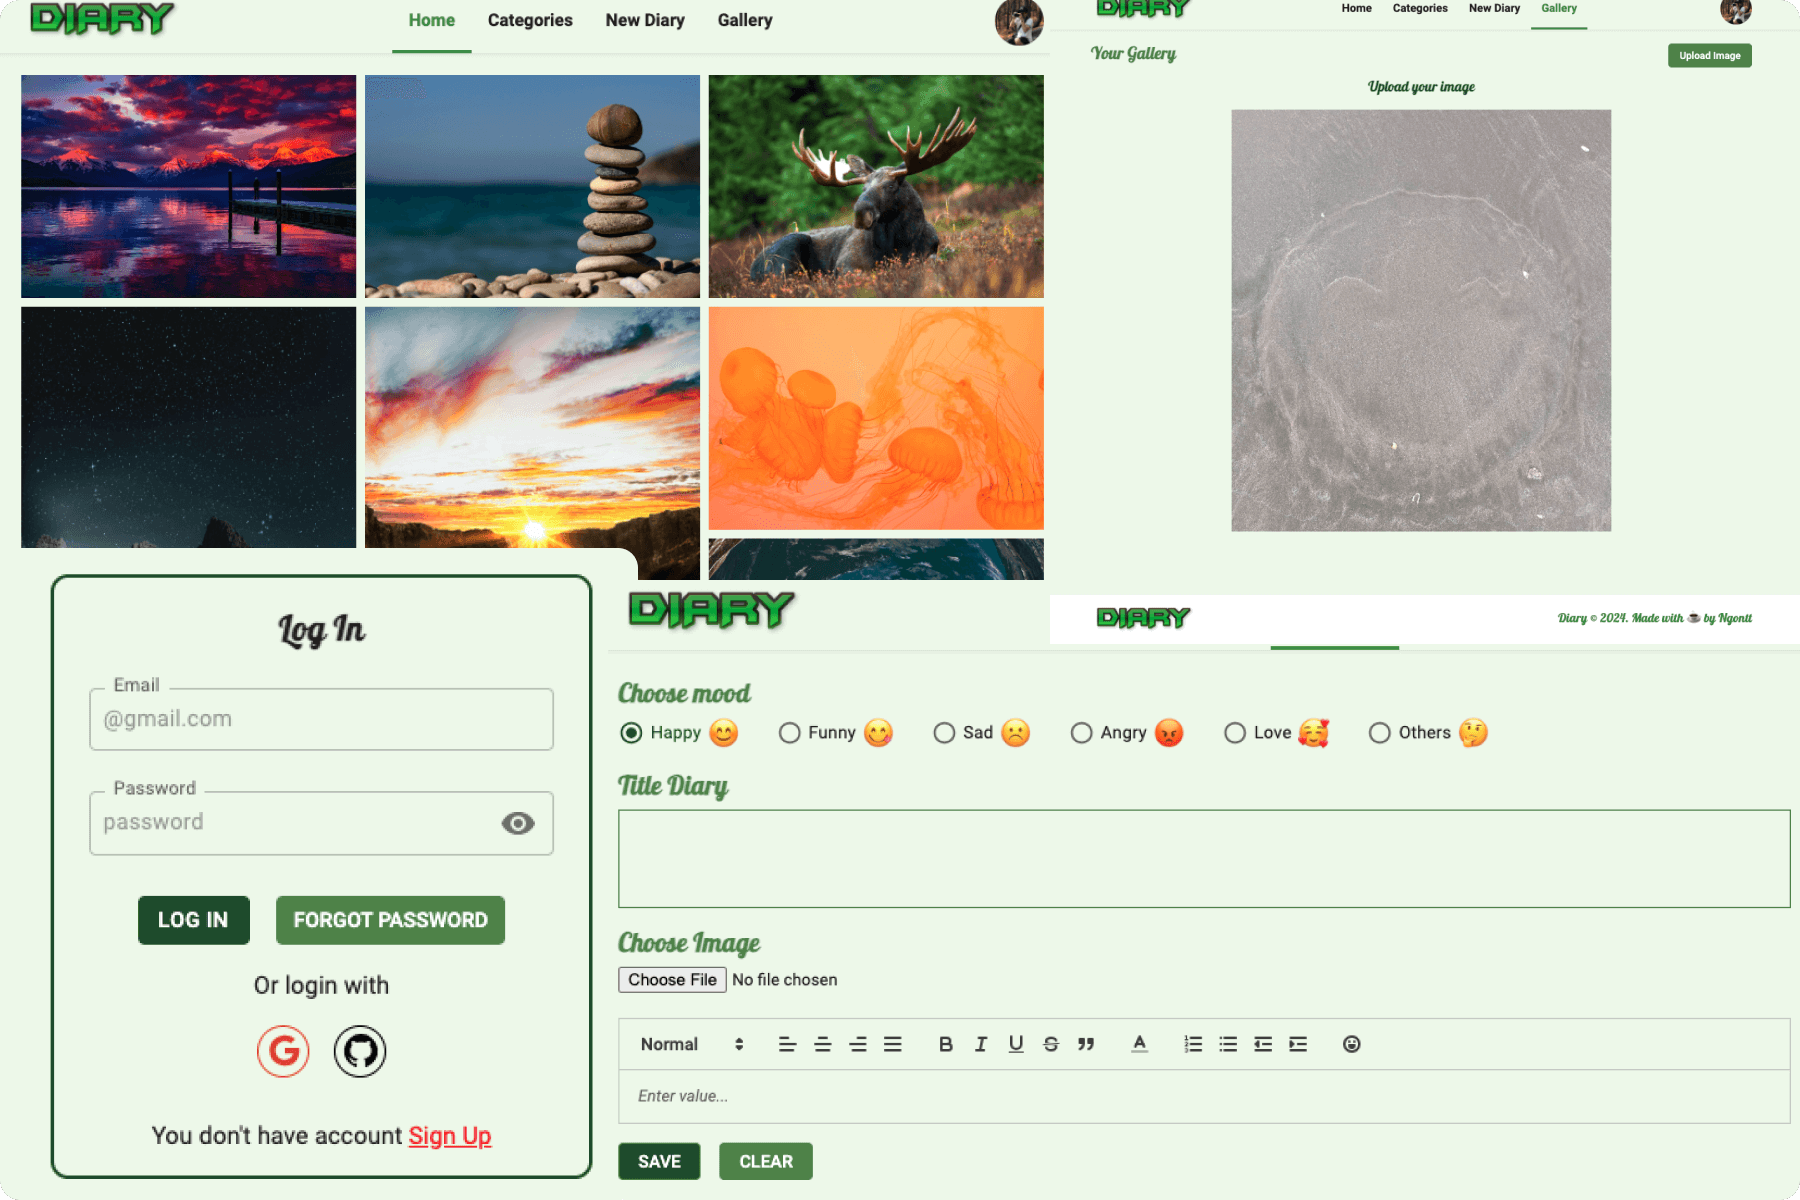 DIARY
Home Categories New Diary Gallery
DIARY
Home Categories New Diary Gallery
Your Gallery
Upload Image
Upload your image
DIARY
Diary © 2024. Made with ☕ by Ngontt
Log In
Email
@gmail.com
Password
password
LOG IN FORGOT PASSWORD
Or login with
G
You don't have account Sign Up
DIARY
Choose mood
Happy 😊 Funny 😋 Sad ☹️ Angry 😡 Love 🥰 Others 🤔
Title Diary
Choose Image
Choose File No file chosen
Normal B I U S ” A
Enter value...
SAVE CLEAR